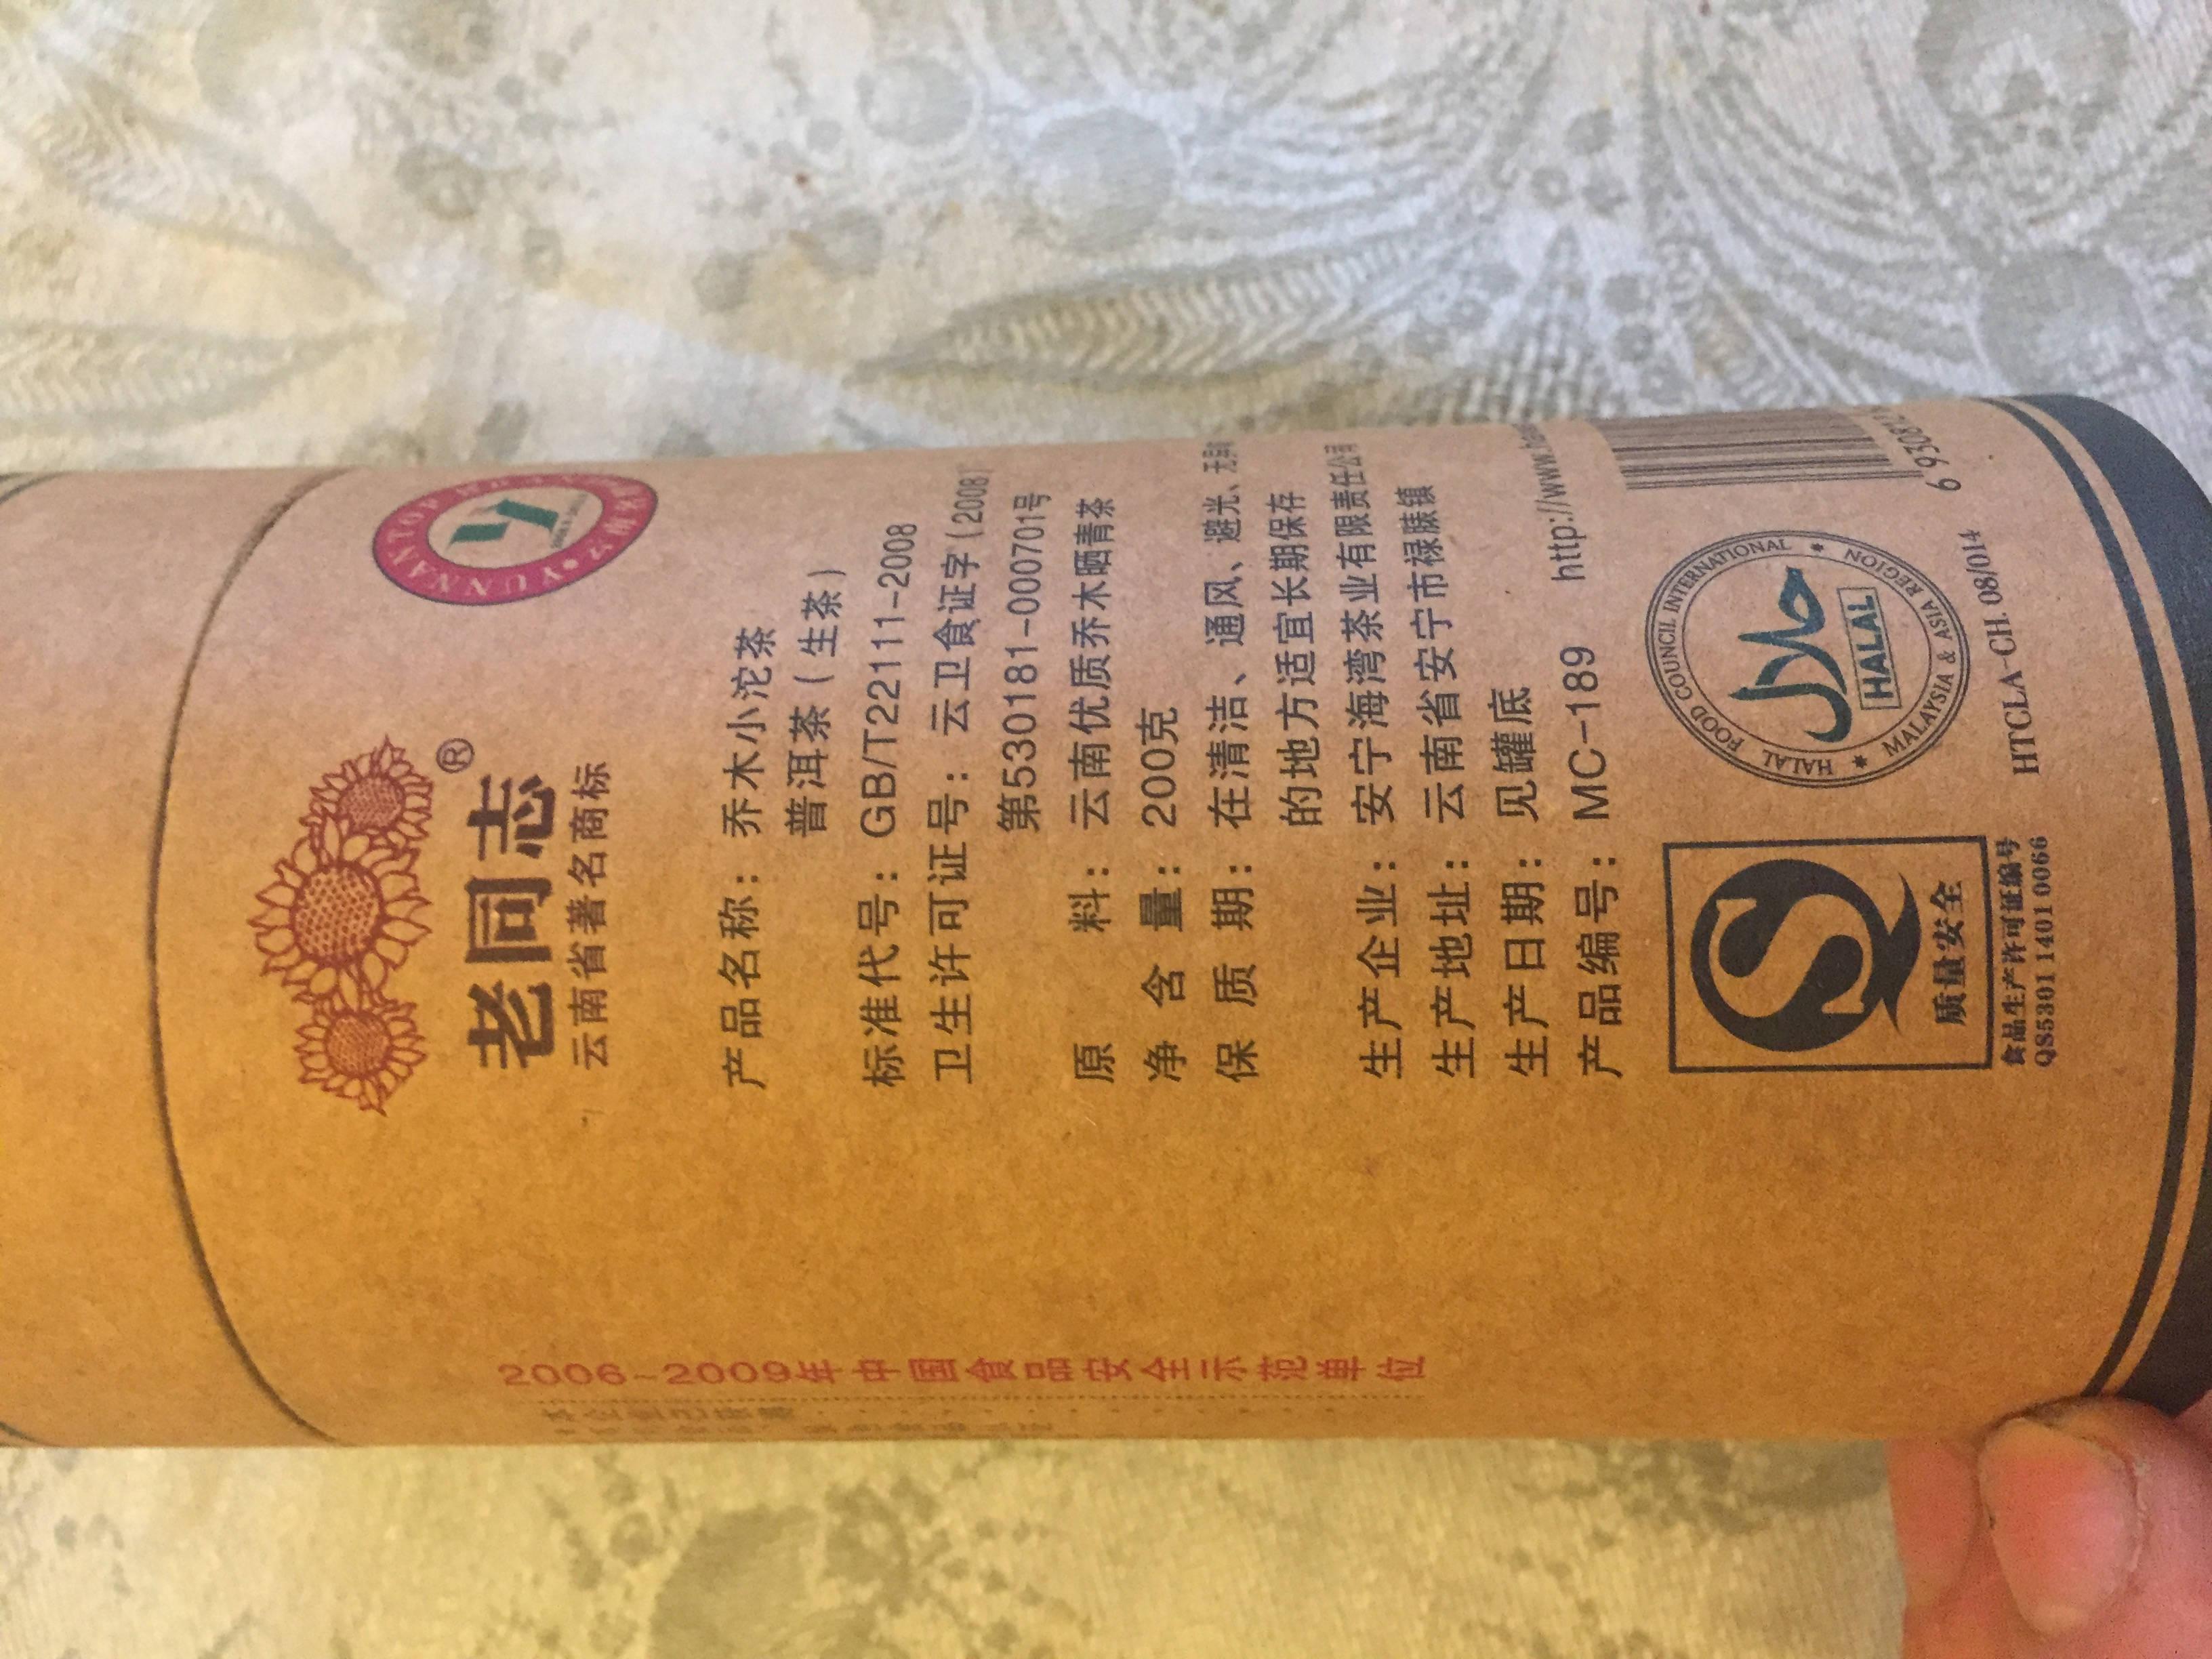 老同志®
云南省著名商标
YUNNAN TOP
产品名称：乔木小沱茶
普洱茶（生茶）
标准代号：GB/T22111-2008
卫生许可证号：云卫食证字(2008)
第530181-000701号
原料：云南优质乔木晒青茶
净含量：200克
保质期：在清洁、通风、避光、
的地方适宜长期保存
生产企业：安宁海湾茶业有限责任公司
生产地址：云南省安宁市禄脿镇
生产日期：见罐底
产品编号：MC-189 http://www.
质量安全
食品生产许可证编号
QS5301 1401 0066
HALAL FOOD COUNCIL INTERNATIONAL
MALAYSIA & ASIA REGION
حلال
HALAL
HTCLA-CH. 08/014
6 9308
2006~2009年中国食品安全示范单位